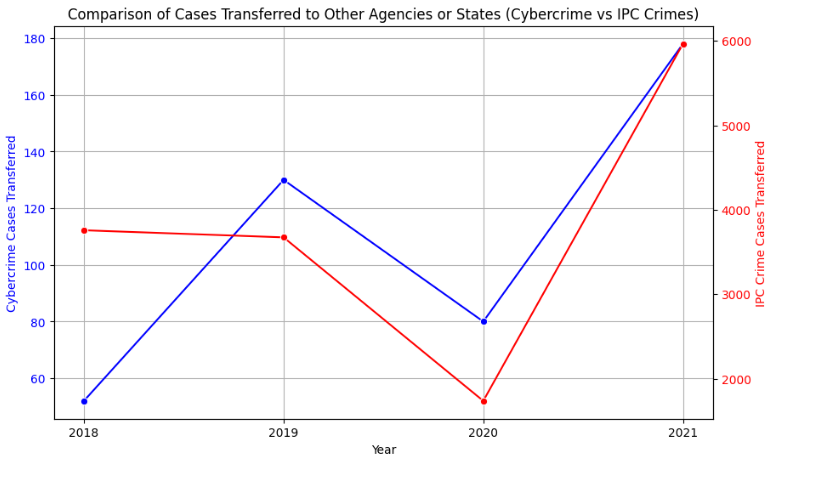 Comparison of Cases Transferred to Other Agencies or States (Cybercrime vs IPC Crimes)
Cybercrime Cases Transferred
180
160
140
120
100
80
60
6000
5000
4000
3000
2000
IPC Crime Cases Transferred
2018 2019 2020 2021
Year